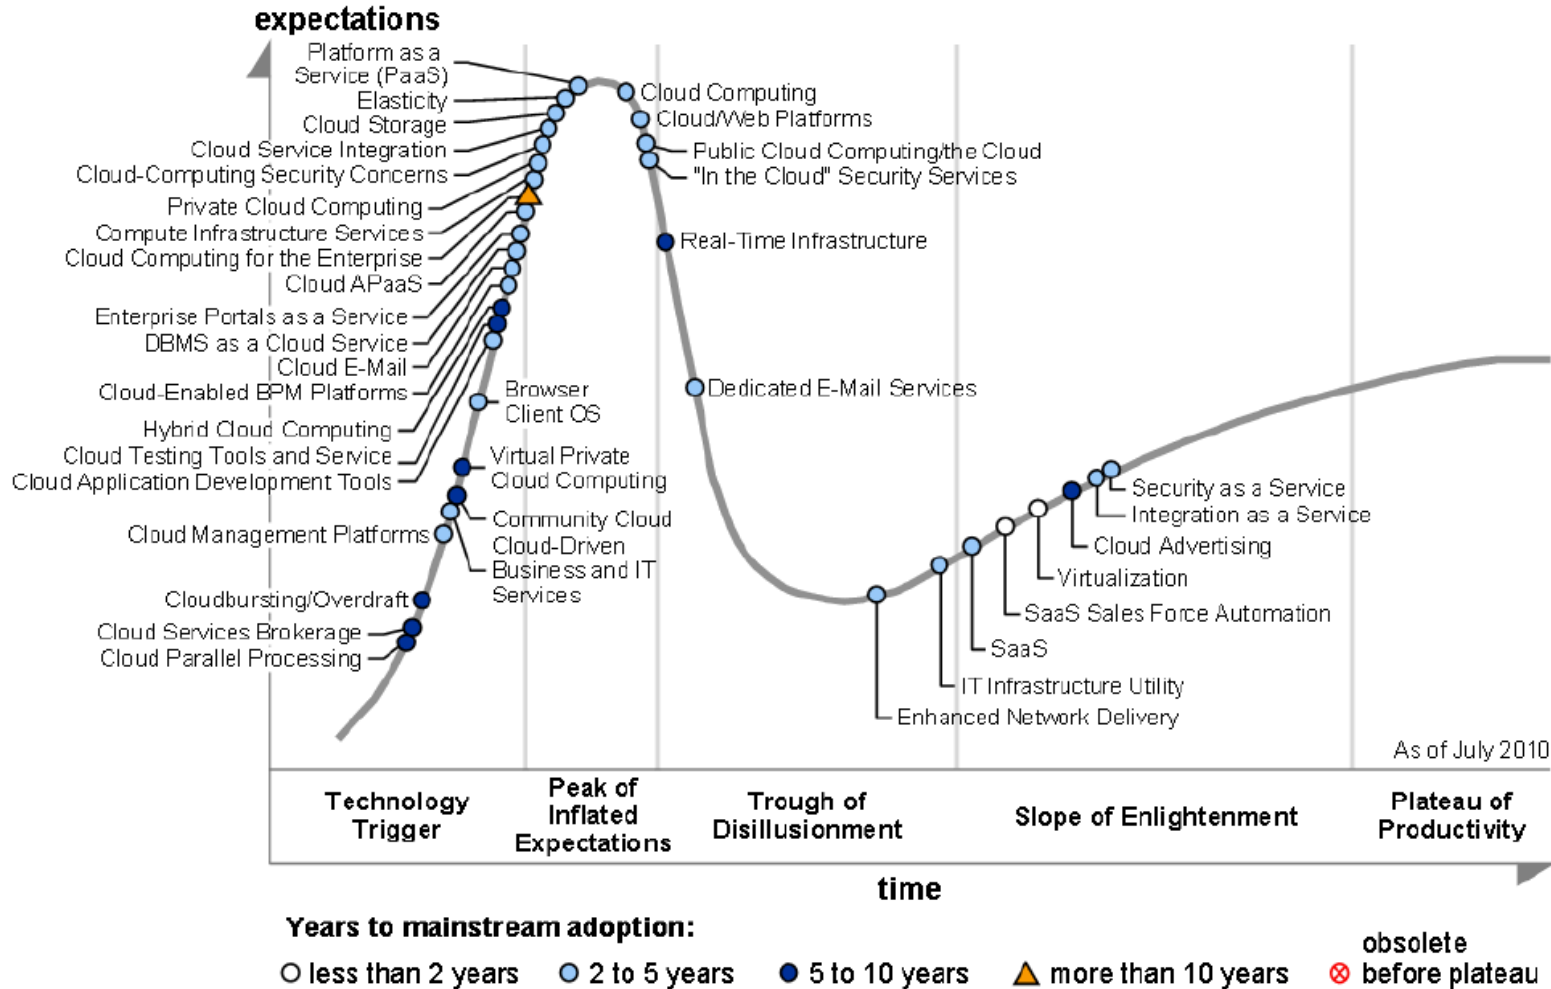 expectations
Platform as a
Service (PaaS)
Elasticity
Cloud Storage
Cloud Service Integration
Cloud-Computing Security Concerns
Private Cloud Computing
Compute Infrastructure Services
Cloud Computing for the Enterprise
Cloud APaaS
Enterprise Portals as a Service
DBMS as a Cloud Service
Cloud E-Mail
Cloud-Enabled BPM Platforms
Hybrid Cloud Computing
Cloud Testing Tools and Service
Cloud Application Development Tools
Cloud Management Platforms
Cloudbursting/Overdraft
Cloud Services Brokerage
Cloud Parallel Processing
Browser
Client OS
Virtual Private
Cloud Computing
Community Cloud
Cloud-Driven
Business and IT
Services
Cloud Computing
Cloud/Web Platforms
Public Cloud Computing/the Cloud
"In the Cloud" Security Services
Real-Time Infrastructure
Dedicated E-Mail Services
Security as a Service
Integration as a Service
Cloud Advertising
Virtualization
SaaS Sales Force Automation
SaaS
IT Infrastructure Utility
Enhanced Network Delivery
As of July 2010
Technology
Trigger
Peak of
Inflated
Expectations
Trough of
Disillusionment
Slope of Enlightenment
Plateau of
Productivity
time
Years to mainstream adoption:
less than 2 years
2 to 5 years
5 to 10 years
more than 10 years
obsolete
before plateau